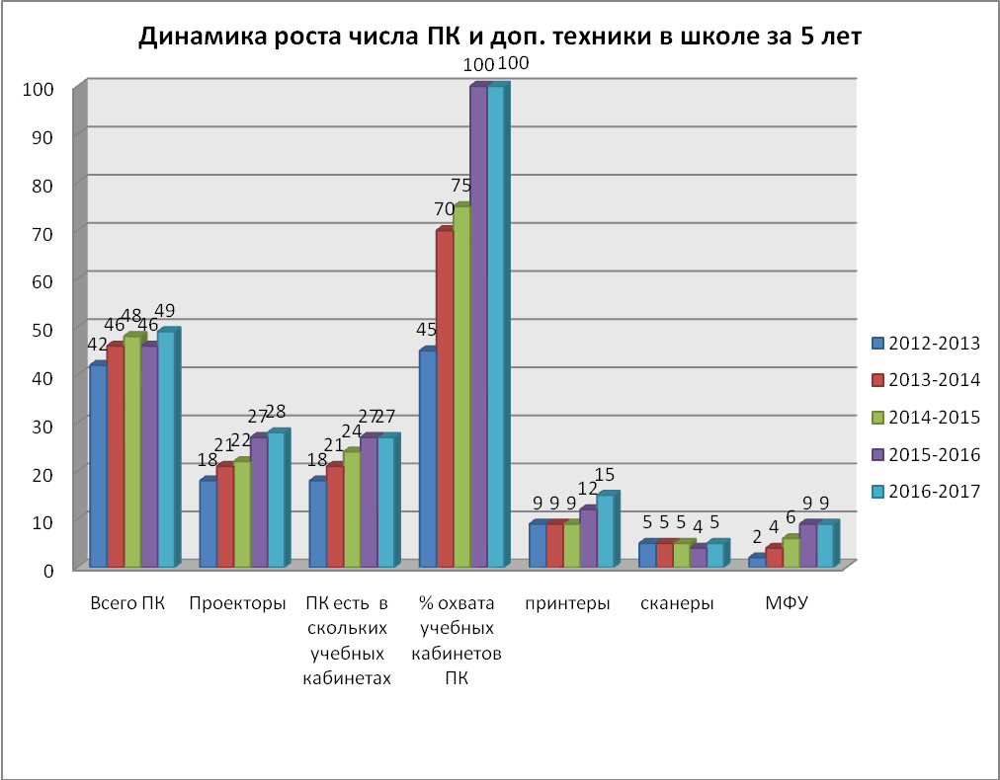 Динамика роста числа ПК и доп. техники в школе за 5 лет
100 100
100
90
80
70
60
50
40
30
20
10
0
42 46 48 46 49
18 21 22 27 28
18 21 24 27 27
45 70 75
9 9 9 12 15
5 5 5 4 5
2 4 6 9 9
Всего ПК
Проекторы
ПК есть в
скольких
учебных
кабинетах
% охвата
учебных
кабинетов
ПК
принтеры
сканеры
МФУ
2012-2013
2013-2014
2014-2015
2015-2016
2016-2017